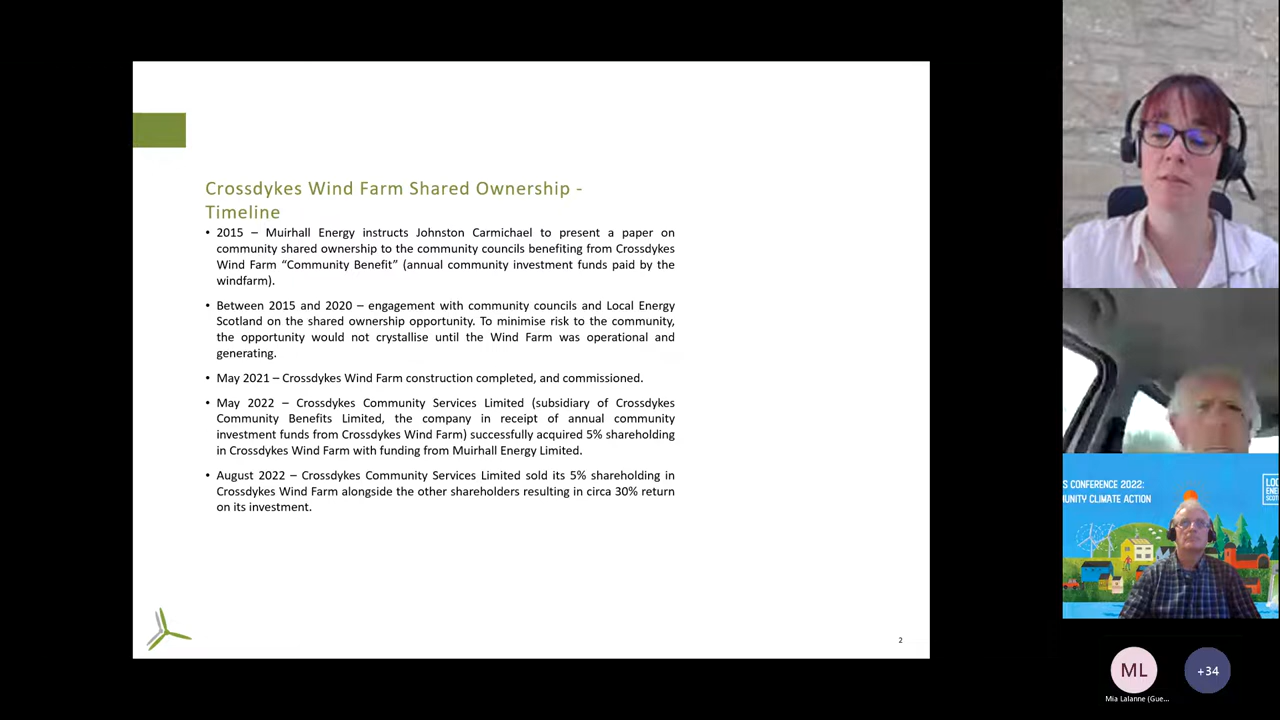 Crossdykes Wind Farm Shared Ownership -
Timeline
• 2015 – Muirhall Energy instructs Johnston Carmichael to present a paper on
community shared ownership to the community councils benefiting from Crossdykes
Wind Farm “Community Benefit” (annual community investment funds paid by the
windfarm).
• Between 2015 and 2020 – engagement with community councils and Local Energy
Scotland on the shared ownership opportunity. To minimise risk to the community,
the opportunity would not crystallise until the Wind Farm was operational and
generating.
• May 2021 – Crossdykes Wind Farm construction completed, and commissioned.
• May 2022 – Crossdykes Community Services Limited (subsidiary of Crossdykes
Community Benefits Limited, the company in receipt of annual community
investment funds from Crossdykes Wind Farm) successfully acquired 5% shareholding
in Crossdykes Wind Farm with funding from Muirhall Energy Limited.
• August 2022 – Crossdykes Community Services Limited sold its 5% shareholding in
Crossdykes Wind Farm alongside the other shareholders resulting in circa 30% return
on its investment.
2
S CONFERENCE 2022:
UNITY CLIMATE ACTION
LOC
ENE
SCOT
ML
+34
Mia Lalanne (Gue...